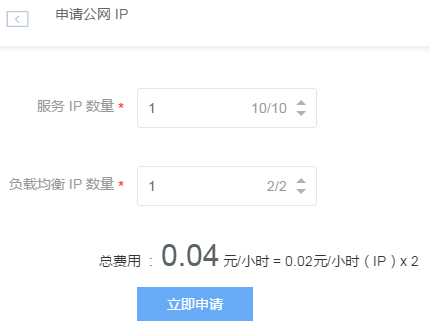 申请公网 IP
服务 IP 数量 * 1 10/10
负载均衡 IP 数量 * 1 2/2
总费用 : 0.04 元/小时 = 0.02元/小时 ( IP ) x 2
立即申请